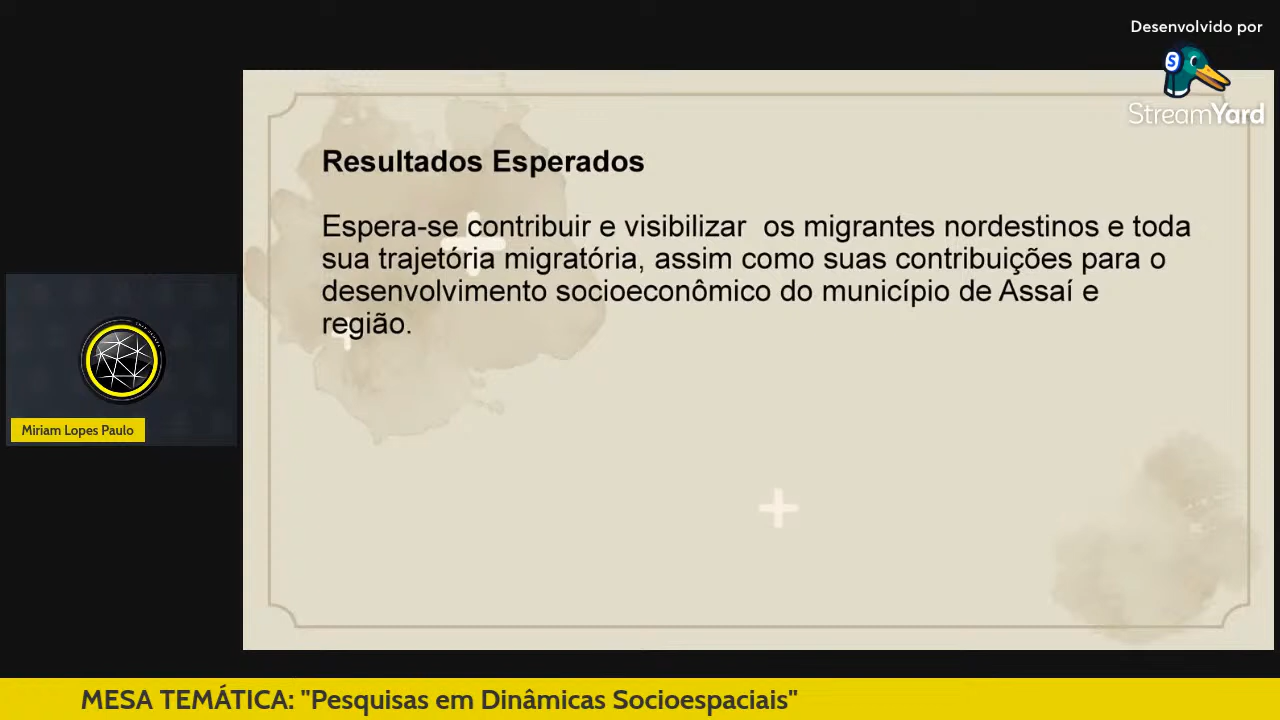 Desenvolvido por
StreamYard
Resultados Esperados
Espera-se contribuir e visibilizar os migrantes nordestinos e toda
sua trajetória migratória, assim como suas contribuições para o
desenvolvimento socioeconômico do município de Assaí e
região.
Miriam Lopes Paulo
MESA TEMÁTICA: "Pesquisas em Dinâmicas Socioespaciais"